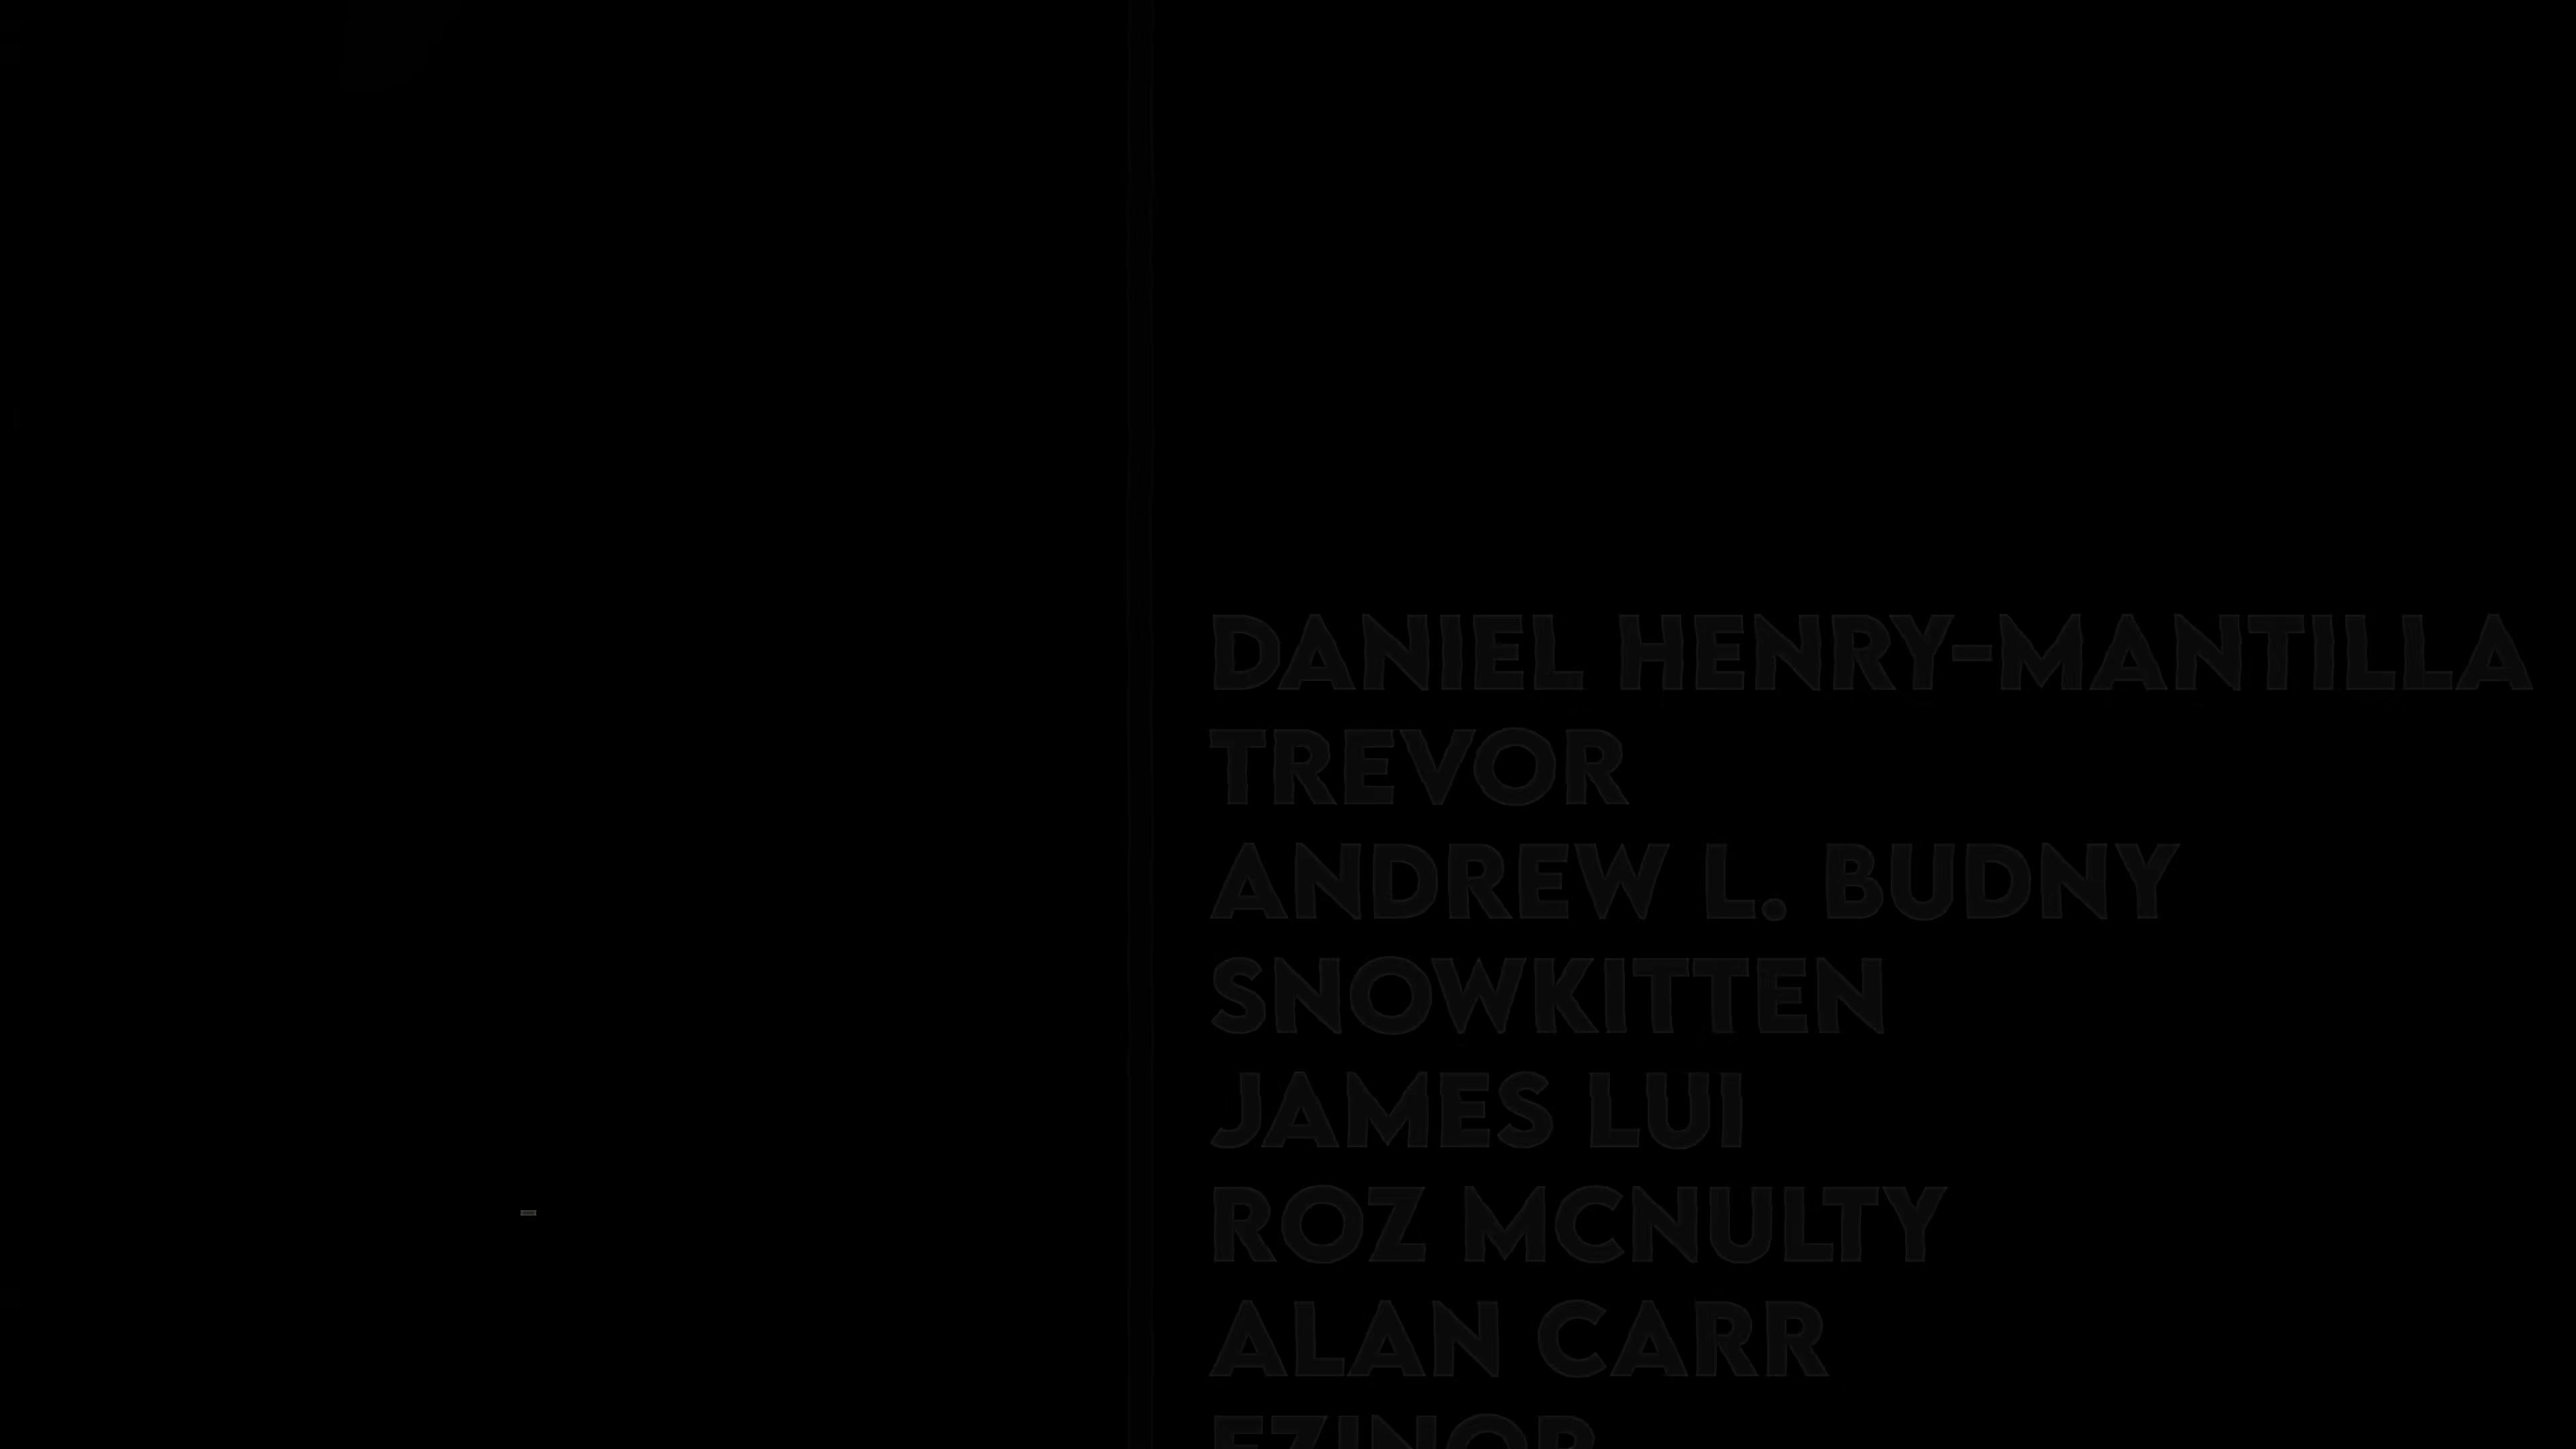 DANIEL HENRY-MANTILLA
TREVOR
ANDREW L. BUDNY
SNOWKITTEN
JAMES LUI
ROZ MCNULTY
ALAN CARR